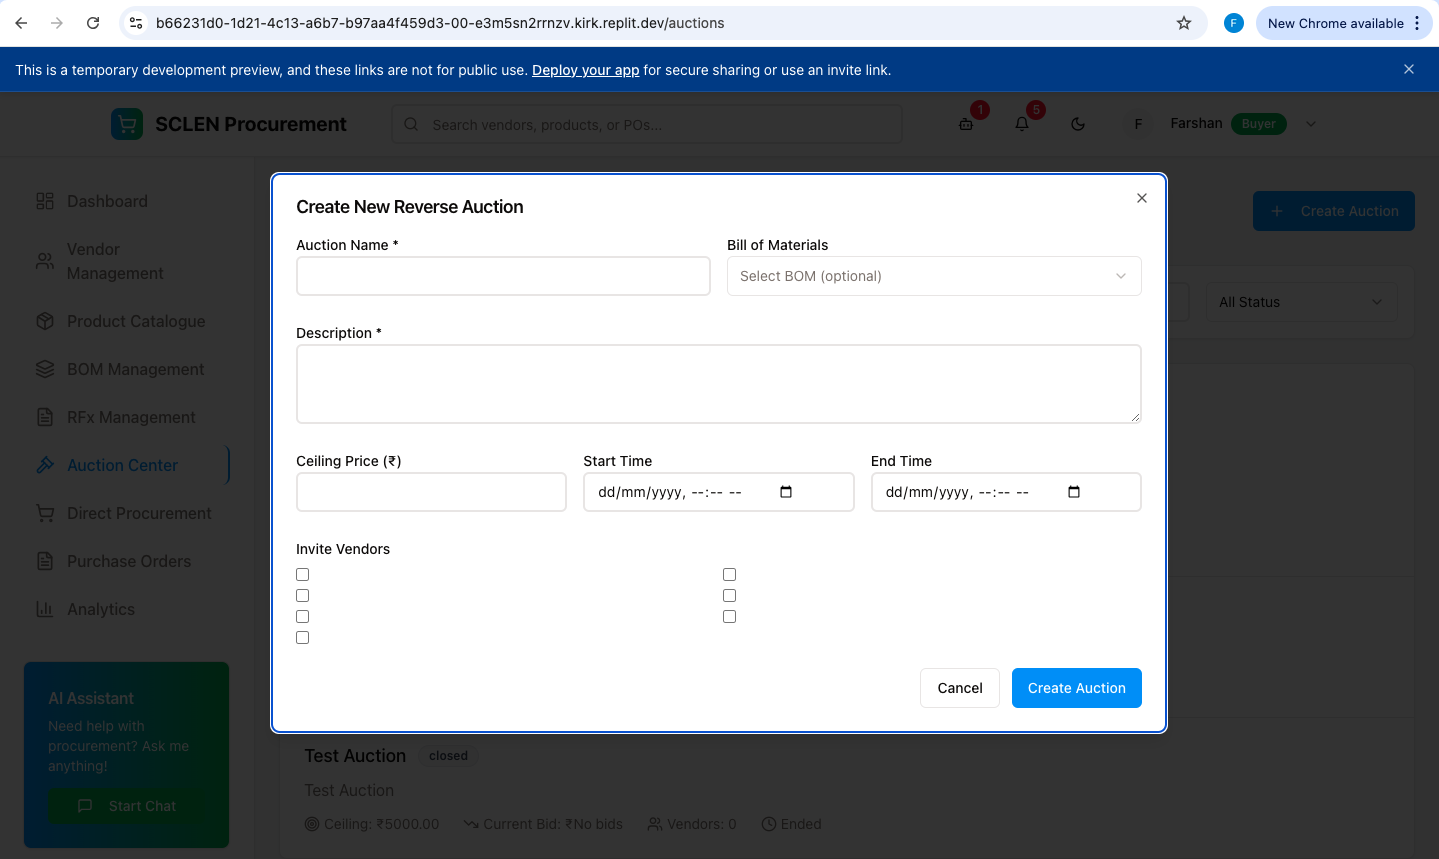 b66231d0-1d21-4c13-a6b7-b97aa4f459d3-00-e3m5sn2rrnzv.kirk.replit.dev/auctions
F
New Chrome available
This is a temporary development preview, and these links are not for public use. Deploy your app for secure sharing or use an invite link.
SCLEN Procurement
Search vendors, products, or POs...
1
5
F
Farshan
Buyer
Dashboard
Vendor
Management
Product Catalogue
BOM Management
RFx Management
Auction Center
Direct Procurement
Purchase Orders
Analytics
AI Assistant
Need help with
procurement? Ask me
anything!
Start Chat
Create Auction
All Status
Create New Reverse Auction
Auction Name *
Bill of Materials
Select BOM (optional)
Description *
Ceiling Price (₹)
Start Time
End Time
dd/mm/yyyy, --:-- --
dd/mm/yyyy, --:-- --
Invite Vendors
Cancel
Create Auction
Test Auction
closed
Test Auction
Ceiling: ₹5000.00
Current Bid: ₹No bids
Vendors: 0
Ended